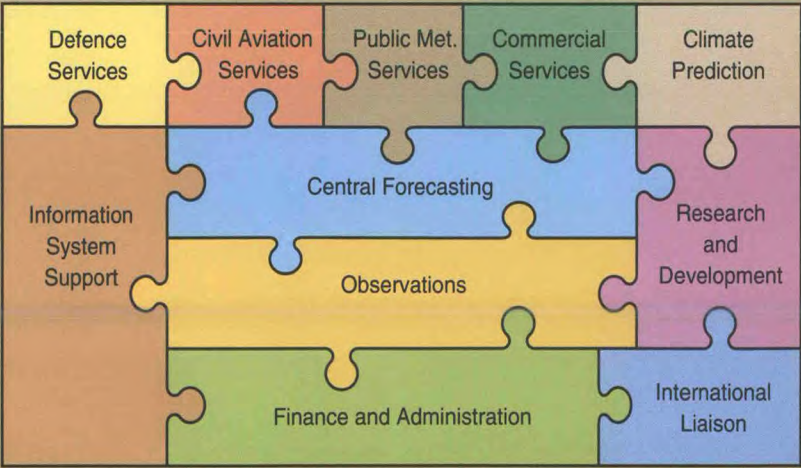 Defence
Services
Civil Aviation
Services
Public Met.
Services
Commercial
Services
Climate
Prediction
Information
System
Support
Central Forecasting
Research
and
Development
Observations
Finance and Administration
International
Liaison